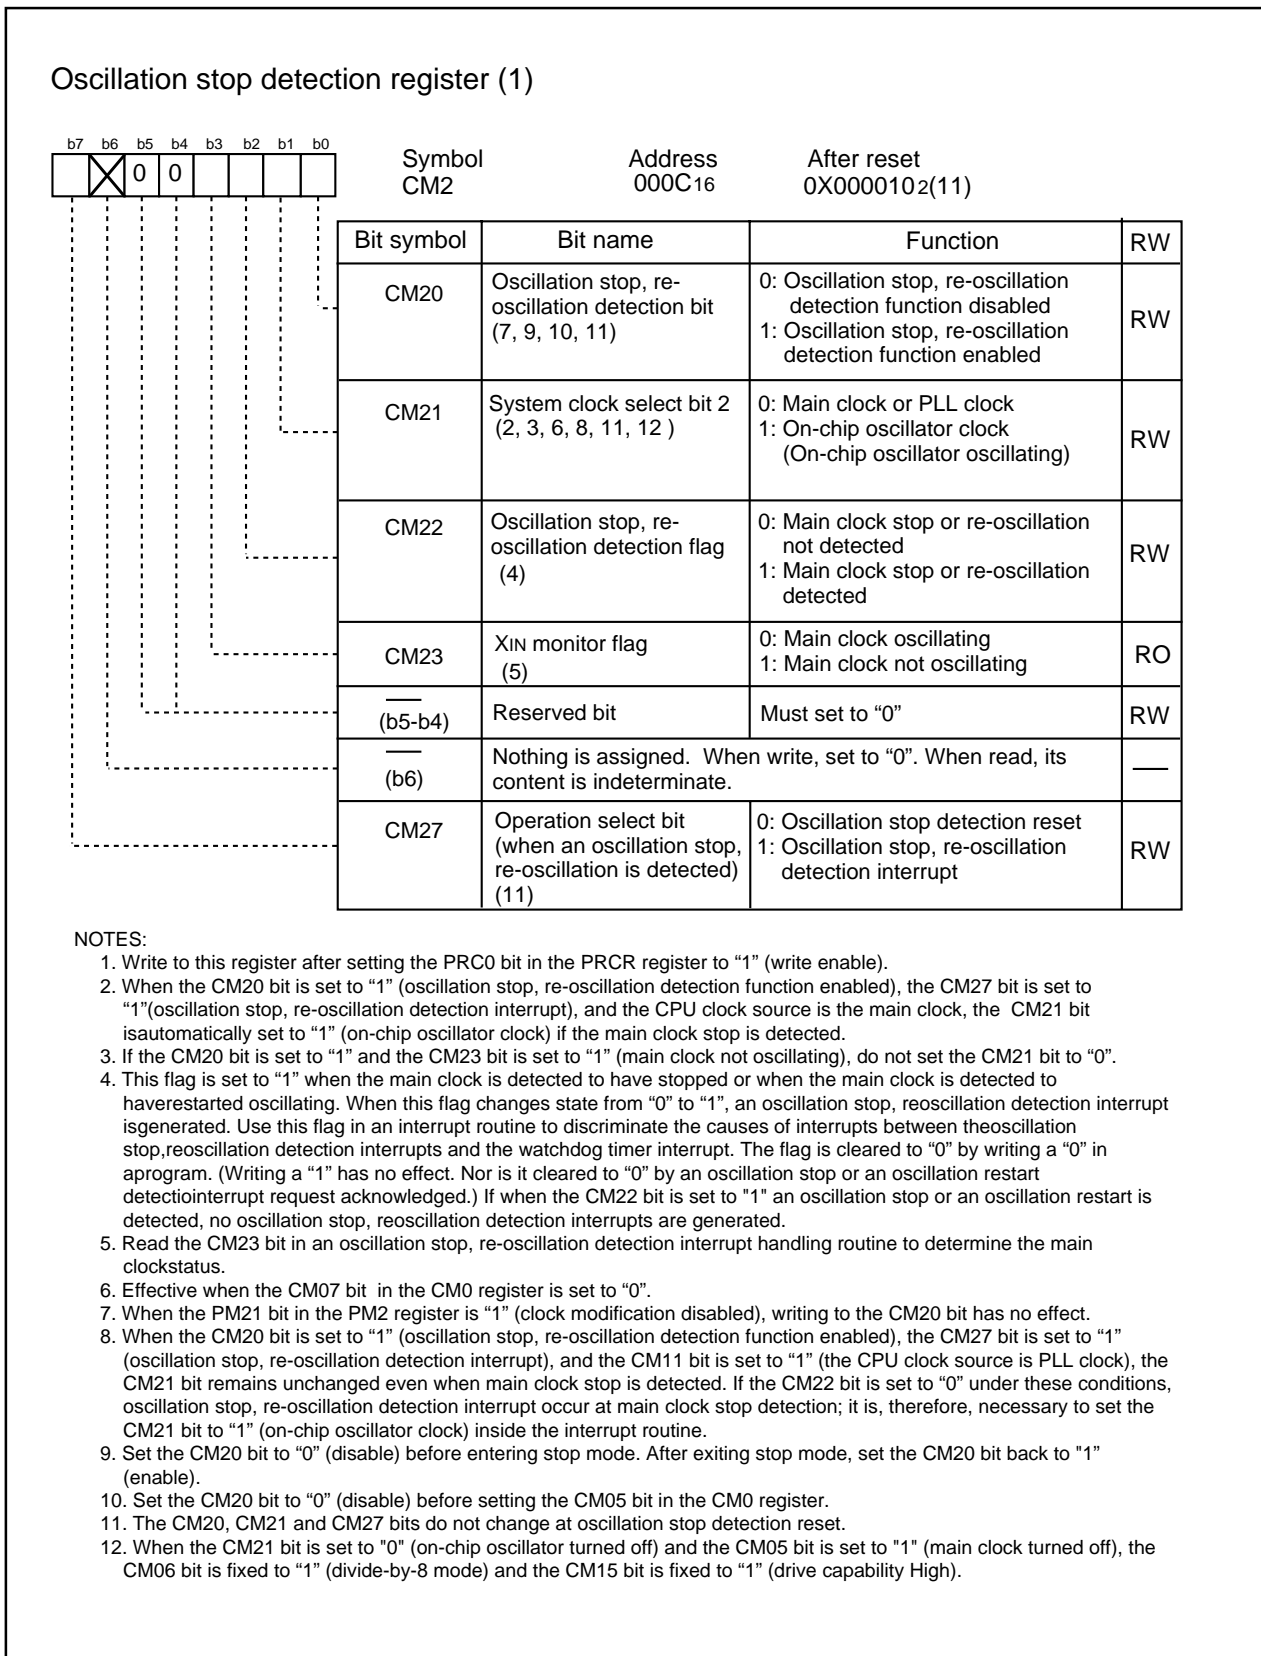 Oscillation stop detection register (1)
b7 b6 b5 b4 b3 b2 b1 b0
0 0
Symbol Address After reset
CM2 000C16 0X0000102(11)
Bit symbol Bit name Function RW
CM20 Oscillation stop, re-
oscillation detection bit
(7, 9, 10, 11)
0: Oscillation stop, re-oscillation
detection function disabled
1: Oscillation stop, re-oscillation
detection function enabled
RW
CM21 System clock select bit 2
(2, 3, 6, 8, 11, 12 )
0: Main clock or PLL clock
1: On-chip oscillator clock
(On-chip oscillator oscillating)
RW
CM22 Oscillation stop, re-
oscillation detection flag
(4)
0: Main clock stop or re-oscillation
not detected
1: Main clock stop or re-oscillation
detected
RW
CM23 XIN monitor flag
(5)
0: Main clock oscillating
1: Main clock not oscillating
RO
(b5-b4) Reserved bit Must set to “0” RW
(b6) Nothing is assigned. When write, set to “0”. When read, its
content is indeterminate.
CM27 Operation select bit
(when an oscillation stop,
re-oscillation is detected)
(11)
0: Oscillation stop detection reset
1: Oscillation stop, re-oscillation
detection interrupt
RW
NOTES:
1. Write to this register after setting the PRC0 bit in the PRCR register to “1” (write enable).
2. When the CM20 bit is set to “1” (oscillation stop, re-oscillation detection function enabled), the CM27 bit is set to
“1”(oscillation stop, re-oscillation detection interrupt), and the CPU clock source is the main clock, the CM21 bit
isautomatically set to “1” (on-chip oscillator clock) if the main clock stop is detected.
3. If the CM20 bit is set to “1” and the CM23 bit is set to “1” (main clock not oscillating), do not set the CM21 bit to “0”.
4. This flag is set to “1” when the main clock is detected to have stopped or when the main clock is detected to
haverestarted oscillating. When this flag changes state from “0” to “1”, an oscillation stop, reoscillation detection interrupt
isgenerated. Use this flag in an interrupt routine to discriminate the causes of interrupts between theoscillation
stop,reoscillation detection interrupts and the watchdog timer interrupt. The flag is cleared to “0” by writing a “0” in
aprogram. (Writing a “1” has no effect. Nor is it cleared to “0” by an oscillation stop or an oscillation restart
detectiointerrupt request acknowledged.) If when the CM22 bit is set to "1" an oscillation stop or an oscillation restart is
detected, no oscillation stop, reoscillation detection interrupts are generated.
5. Read the CM23 bit in an oscillation stop, re-oscillation detection interrupt handling routine to determine the main
clockstatus.
6. Effective when the CM07 bit in the CM0 register is set to “0”.
7. When the PM21 bit in the PM2 register is “1” (clock modification disabled), writing to the CM20 bit has no effect.
8. When the CM20 bit is set to “1” (oscillation stop, re-oscillation detection function enabled), the CM27 bit is set to “1”
(oscillation stop, re-oscillation detection interrupt), and the CM11 bit is set to “1” (the CPU clock source is PLL clock), the
CM21 bit remains unchanged even when main clock stop is detected. If the CM22 bit is set to “0” under these conditions,
oscillation stop, re-oscillation detection interrupt occur at main clock stop detection; it is, therefore, necessary to set the
CM21 bit to “1” (on-chip oscillator clock) inside the interrupt routine.
9. Set the CM20 bit to “0” (disable) before entering stop mode. After exiting stop mode, set the CM20 bit back to "1"
(enable).
10. Set the CM20 bit to “0” (disable) before setting the CM05 bit in the CM0 register.
11. The CM20, CM21 and CM27 bits do not change at oscillation stop detection reset.
12. When the CM21 bit is set to "0" (on-chip oscillator turned off) and the CM05 bit is set to "1" (main clock turned off), the
CM06 bit is fixed to “1” (divide-by-8 mode) and the CM15 bit is fixed to “1” (drive capability High).